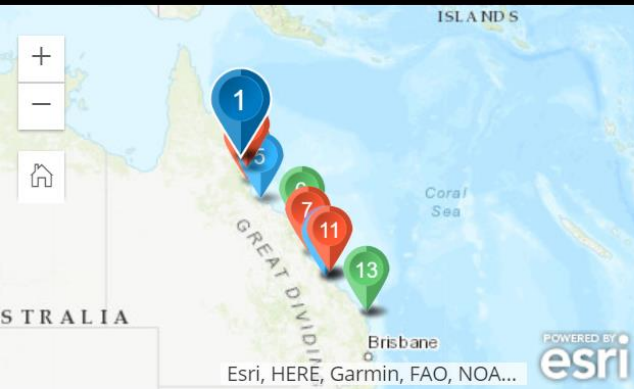 ISLANDS
+
1
−
5
7
11
Coral
Sea
GREAT DIVIDIN
13
STRALIA
Brisbane
POWERED BY
esri
Esri, HERE, Garmin, FAO, NOA...